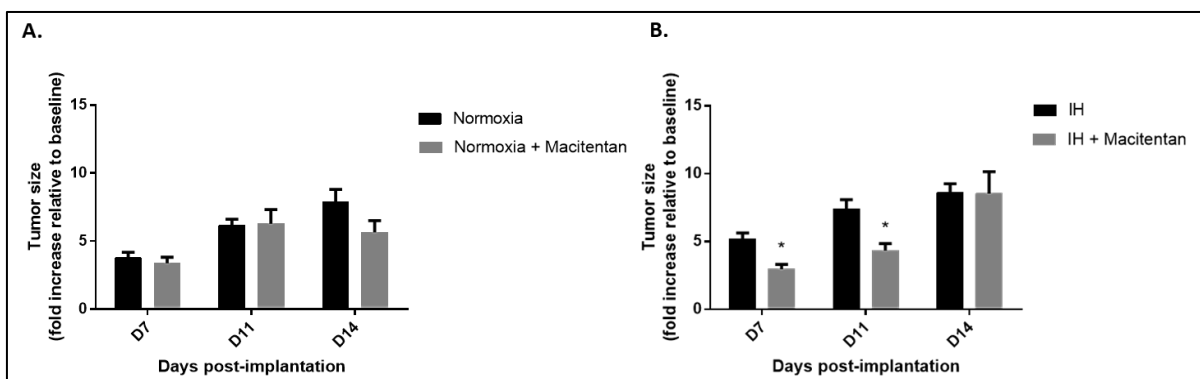 A.
Tumor size
(fold increase relative to baseline)
15
10
5
0
D7
D11
D14
Days post-implantation
Normoxia
Normoxia + Macitentan
B.
Tumor size
(fold increase relative to baseline)
15
10
5
0
*
*
D7
D11
D14
Days post-implantation
IH
IH + Macitentan